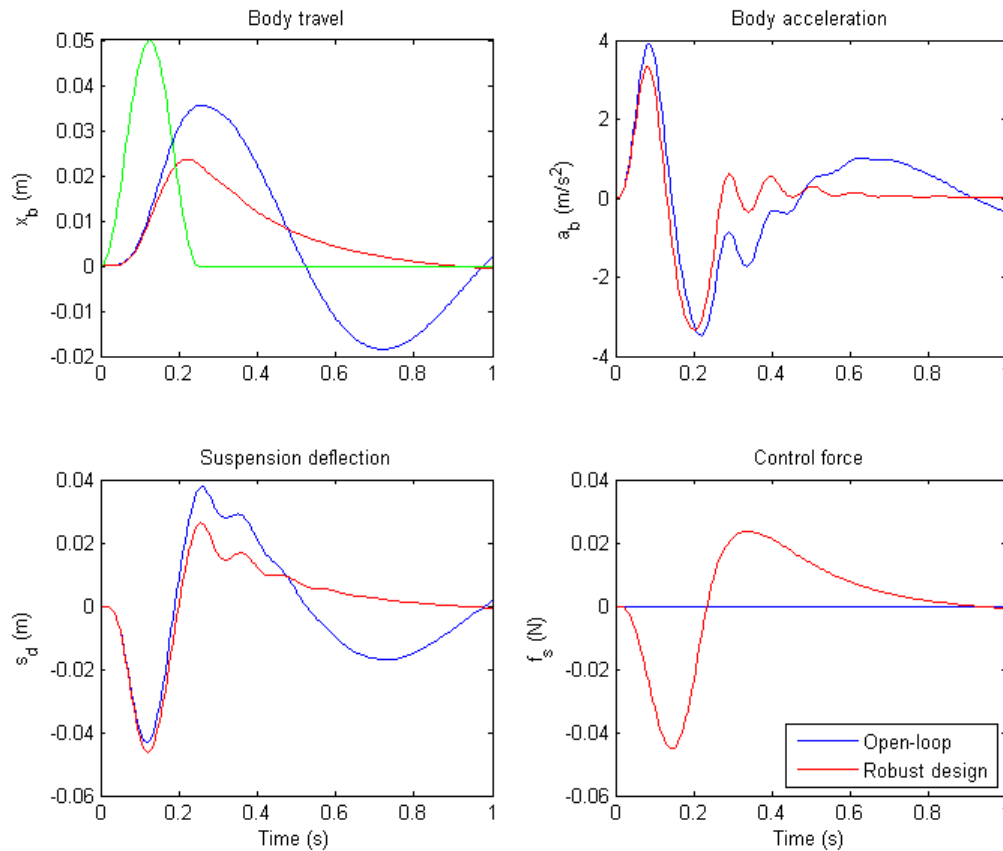 Body travel
0.05
0.04
0.03
0.02
0.01
0
-0.01
-0.02
x_b (m)
0 0.2 0.4 0.6 0.8 1
Body acceleration
4
2
0
-2
-4
a_b (m/s²)
0 0.2 0.4 0.6 0.8 1
Suspension deflection
0.04
0.02
0
-0.02
-0.04
-0.06
s_d (m)
0 0.2 0.4 0.6 0.8 1
Time (s)
Control force
0.04
0.02
0
-0.02
-0.04
-0.06
f_s (N)
Open-loop
Robust design
0 0.2 0.4 0.6 0.8 1
Time (s)